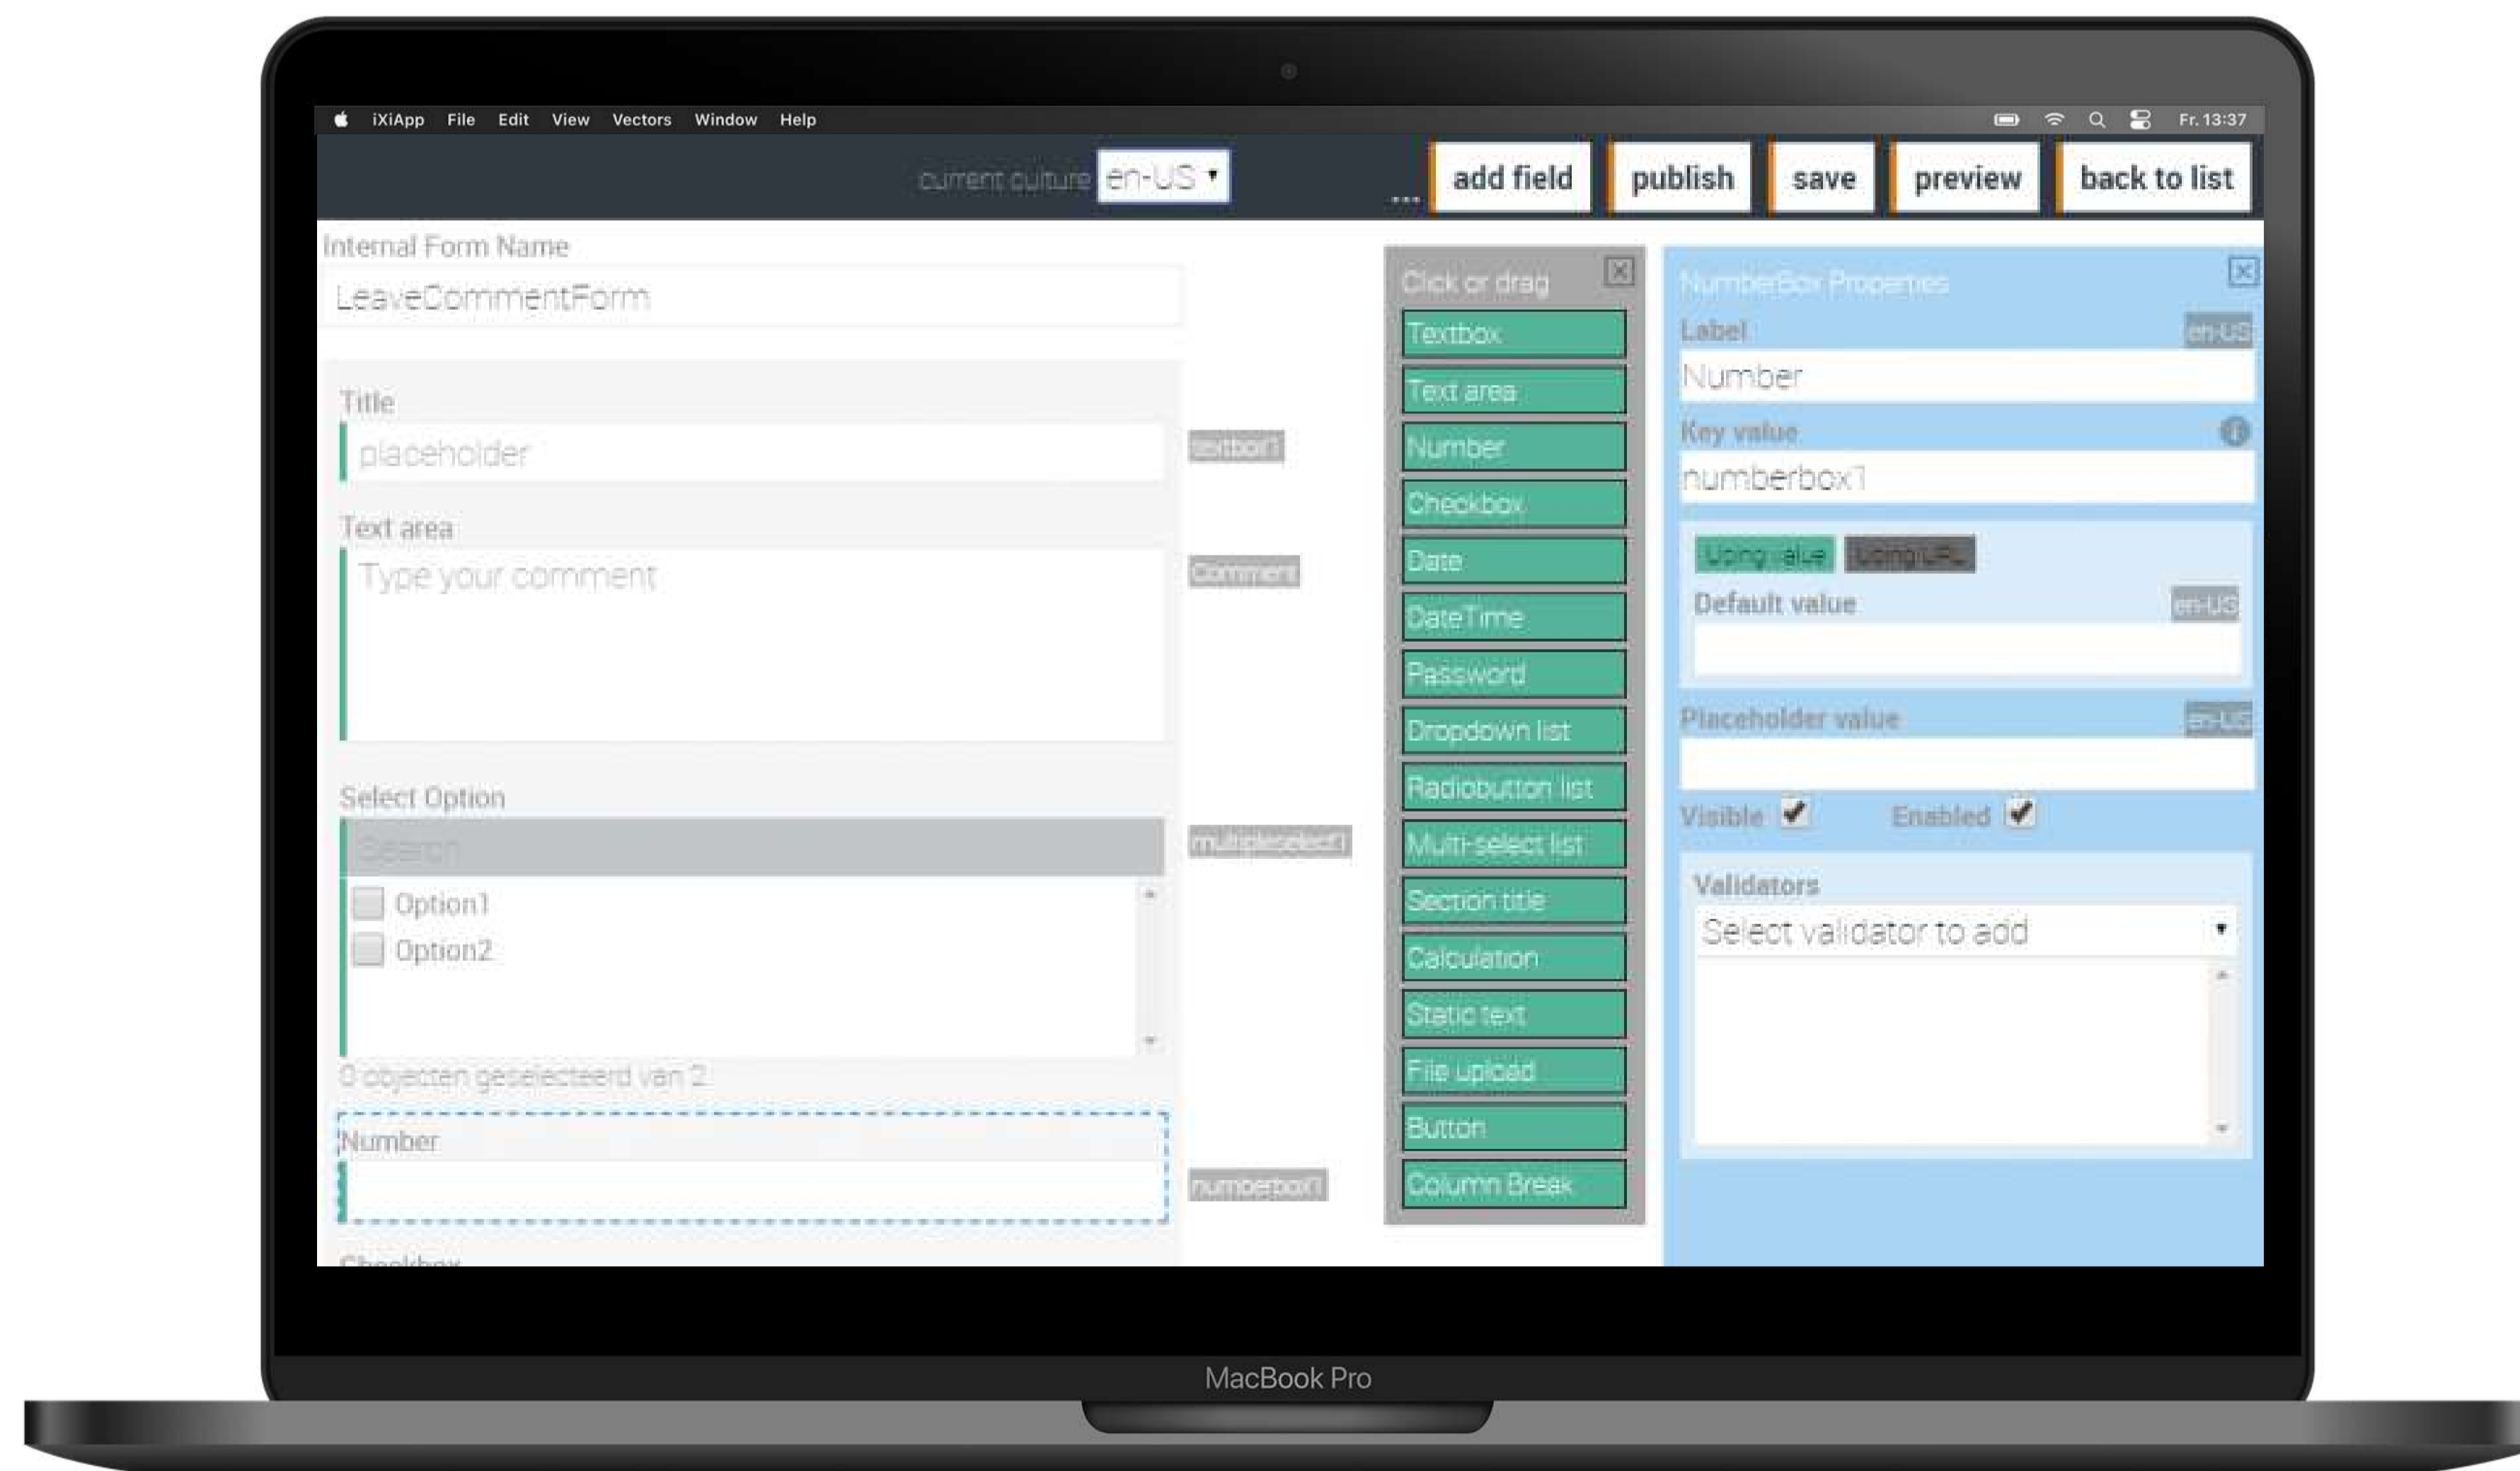 iXiApp File Edit View Vectors Window Help Fr. 13:37
current culture en-US ... add field publish save preview back to list
Internal Form Name
LeaveCommentForm
Title
placeholder
textbox1
Text area
Type your comment
Comment
Select Option
Search
multipleselect1
Option1
Option2
0 objecten geselecteerd van 2
Number
numberbox1
Checkbox
Click or drag
Textbox
Text area
Number
Checkbox
Date
DateTime
Password
Dropdown list
Radiobutton list
Multi-select list
Section title
Calculation
Static text
File upload
Button
Column Break
NumberBox Properties
Label en-US
Number
Key value
numberbox1
Using value Using URL
Default value en-US
Placeholder value en-US
Visible Enabled
Validators
Select validator to add
MacBook Pro